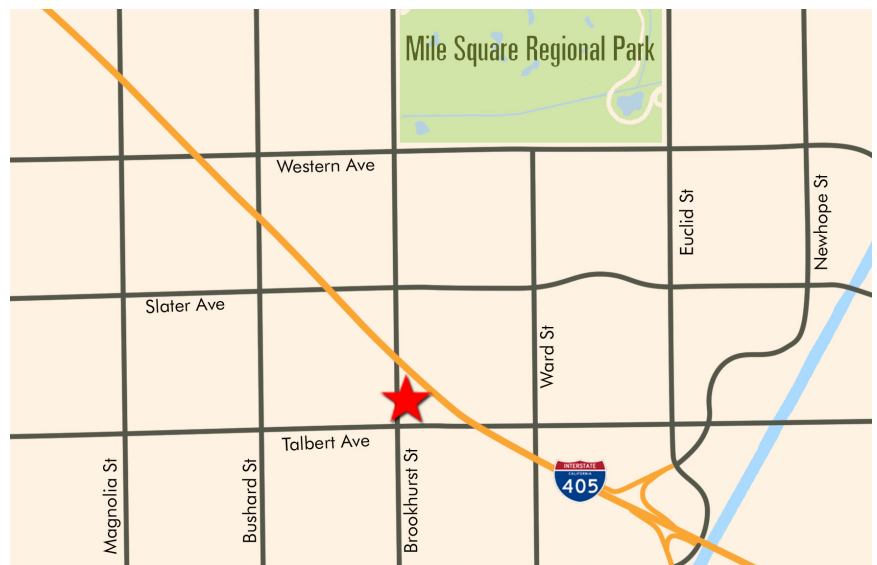 Mile Square Regional Park
Western Ave
Euclid St
Newhope St
Slater Ave
Ward St
Talbert Ave
Magnolia St
Bushard St
Brookhurst St
INTERSTATE
CALIFORNIA
405